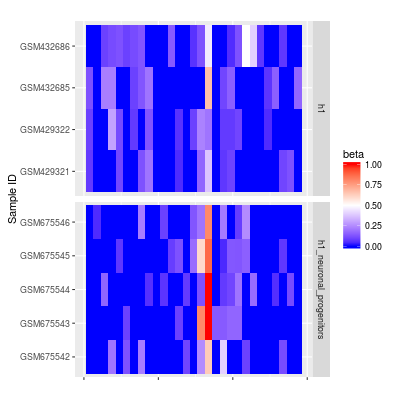 Sample ID
GSM432686
GSM432685
GSM429322
GSM429321
h1
GSM675546
GSM675545
GSM675544
GSM675543
GSM675542
h1_neuronal_progenitors
beta
1.00
0.75
0.50
0.25
0.00